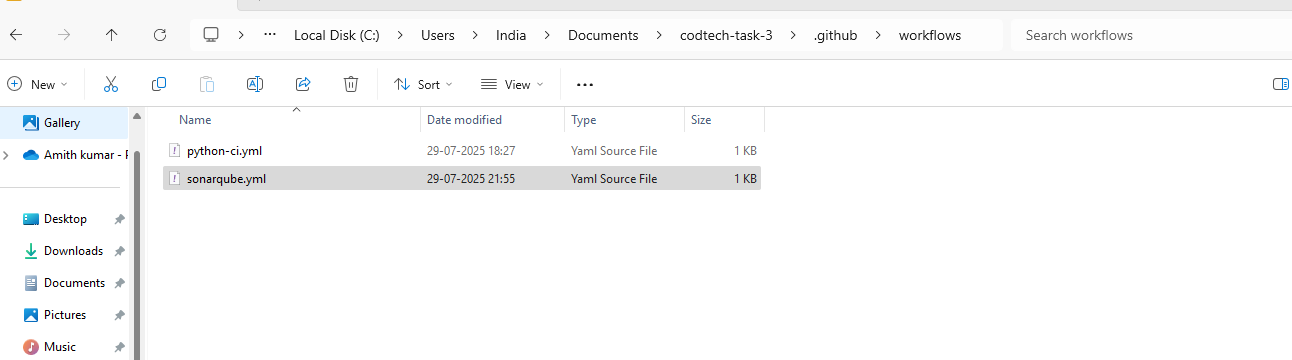 Local Disk (C:) Users India Documents codtech-task-3 .github workflows Search workflows
New Sort View
Gallery
Amith kumar - P
Desktop
Downloads
Documents
Pictures
Music
Name Date modified Type Size
python-ci.yml 29-07-2025 18:27 Yaml Source File 1 KB
sonarqube.yml 29-07-2025 21:55 Yaml Source File 1 KB